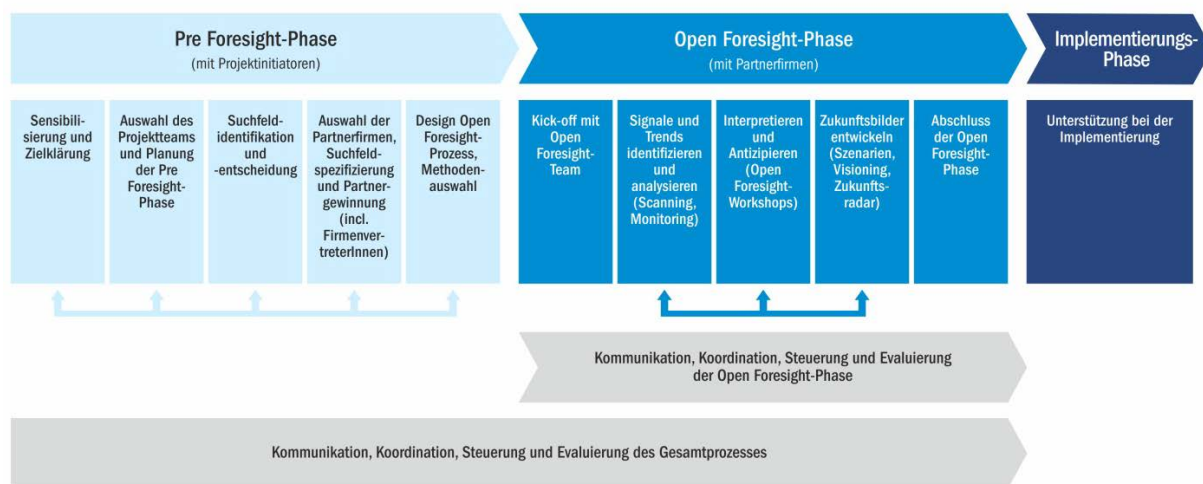 Pre Foresight-Phase
(mit Projektinitiatoren)
Open Foresight-Phase
(mit Partnerfirmen)
Implementierungs-
Phase
Sensibili-
sierung und
Zielklärung
Auswahl des
Projektteams
und Planung
der Pre
Foresight-
Phase
Suchfeld-
identifikation
und
-entscheidung
Auswahl der
Partnerfirmen,
Suchfeld-
spezifizierung
und Partner-
gewinnung
(incl.
Firmenver-
treterInnen)
Design Open
Foresight-
Prozess,
Methoden-
auswahl
Kick-off mit
Open
Foresight-
Team
Signale und
Trends
identifizieren
und
analysieren
(Scanning,
Monitoring)
Interpretieren
und
Antizipieren
(Open
Foresight-
Workshops)
Zukunftsbilder
entwickeln
(Szenarien,
Visioning,
Zukunfts-
radar)
Abschluss
der Open
Foresight-
Phase
Unterstützung bei der
Implementierung
Kommunikation, Koordination, Steuerung und Evaluierung
der Open Foresight-Phase
Kommunikation, Koordination, Steuerung und Evaluierung des Gesamtprozesses